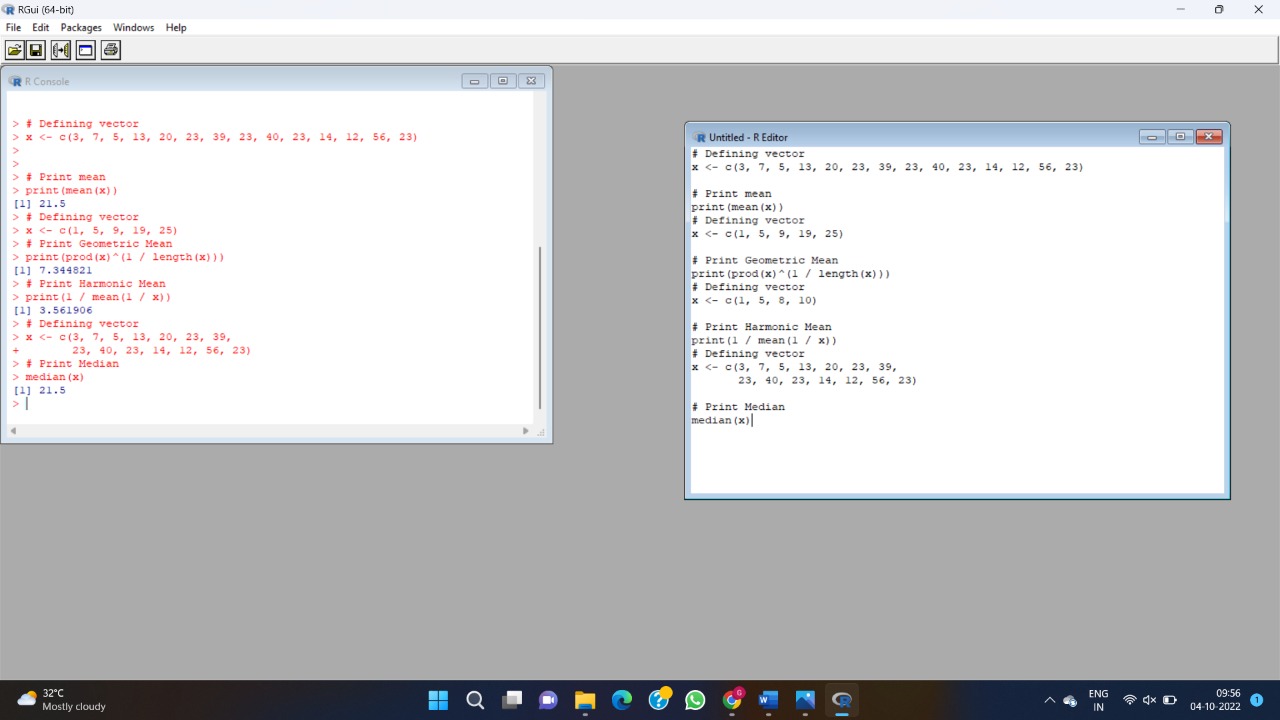 RGui (64-bit)
File Edit Packages Windows Help
R Console
> # Defining vector
> x <- c(3, 7, 5, 13, 20, 23, 39, 23, 40, 23, 14, 12, 56, 23)
>
>
> # Print mean
> print(mean(x))
[1] 21.5
> # Defining vector
> x <- c(1, 5, 9, 19, 25)
> # Print Geometric Mean
> print(prod(x)^(1 / length(x)))
[1] 7.344821
> # Print Harmonic Mean
> print(1 / mean(1 / x))
[1] 3.561906
> # Defining vector
> x <- c(3, 7, 5, 13, 20, 23, 39,
+        23, 40, 23, 14, 12, 56, 23)
> # Print Median
> median(x)
[1] 21.5
>
Untitled - R Editor
# Defining vector
x <- c(3, 7, 5, 13, 20, 23, 39, 23, 40, 23, 14, 12, 56, 23)
# Print mean
print(mean(x))
# Defining vector
x <- c(1, 5, 9, 19, 25)
# Print Geometric Mean
print(prod(x)^(1 / length(x)))
# Defining vector
x <- c(1, 5, 8, 10)
# Print Harmonic Mean
print(1 / mean(1 / x))
# Defining vector
x <- c(3, 7, 5, 13, 20, 23, 39,
       23, 40, 23, 14, 12, 56, 23)
# Print Median
median(x)
32°C
Mostly cloudy
ENG
IN
09:56
04-10-2022
1